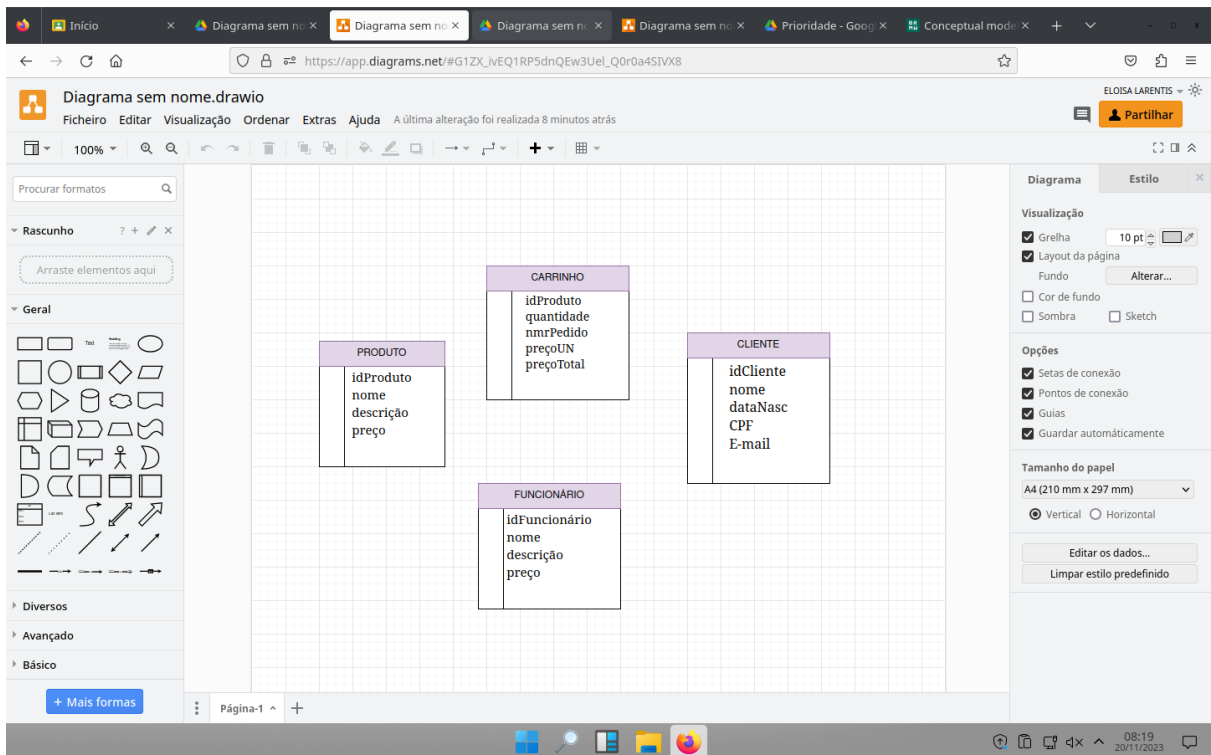 Início
Diagrama sem no
Diagrama sem no
Diagrama sem no
Diagrama sem no
Prioridade - Goog
Conceptual mode
https://app.diagrams.net/#G1ZX_ivEQ1RP5dnQEw3Uel_Q0r0a4SIVX8
Diagrama sem nome.drawio
Ficheiro Editar Visualização Ordenar Extras Ajuda A última alteração foi realizada 8 minutos atrás
ELOISA LARENTIS
Partilhar
100%
Procurar formatos
Rascunho
Arraste elementos aqui
Geral
Text
Heading
Diversos
Avançado
Básico
+ Mais formas
CARRINHO
idProduto
quantidade
nmrPedido
preçoUN
preçoTotal
PRODUTO
idProduto
nome
descrição
preço
CLIENTE
idCliente
nome
dataNasc
CPF
E-mail
FUNCIONÁRIO
idFuncionário
nome
descrição
preço
Diagrama
Estilo
Visualização
Grelha
10 pt
Layout da página
Fundo
Alterar...
Cor de fundo
Sombra
Sketch
Opções
Setas de conexão
Pontos de conexão
Guias
Guardar automáticamente
Tamanho do papel
A4 (210 mm x 297 mm)
Vertical
Horizontal
Editar os dados...
Limpar estilo predefinido
Página-1
08:19
20/11/2023